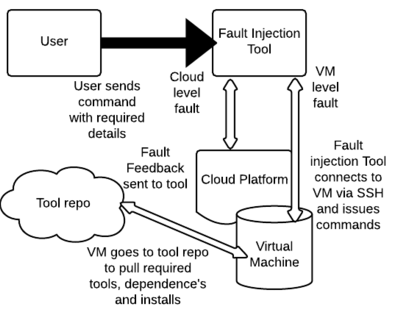 User
Fault Injection
Tool
User sends
command
with required
details
Cloud
level
fault
VM
level
fault
Fault
Feedback
sent to tool
Cloud Platform
Fault
injection Tool
connects to
VM via SSH
and issues
commands
Tool repo
Virtual
Machine
VM goes to tool repo
to pull required
tools, dependence's
and installs